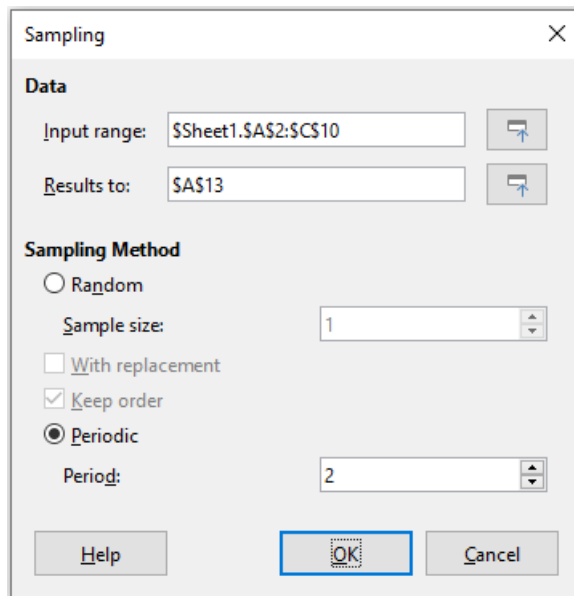 Sampling
Data
Input range: $Sheet1.$A$2:$C$10
Results to: $A$13
Sampling Method
Random
Sample size: 1
With replacement
Keep order
Periodic
Period: 2
Help OK Cancel